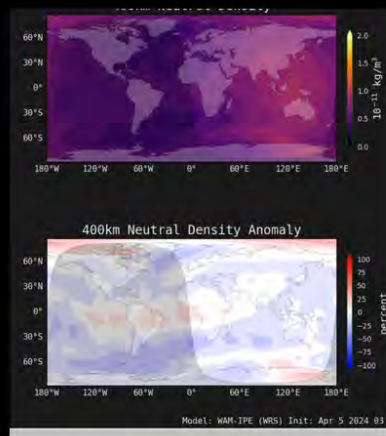 400km Neutral Density
60°N
30°N
0°
30°S
60°S
180°W 120°W 60°W 0° 60°E 120°E 180°E
2.0
1.5
1.0
0.5
0.0
10⁻¹¹ kg/m³
400km Neutral Density Anomaly
60°N
30°N
0°
30°S
60°S
180°W 120°W 60°W 0° 60°E 120°E 180°E
100
75
50
25
0
−25
−50
−75
−100
percent
Model: WAM-IPE (WRS) Init: Apr 5 2024 03